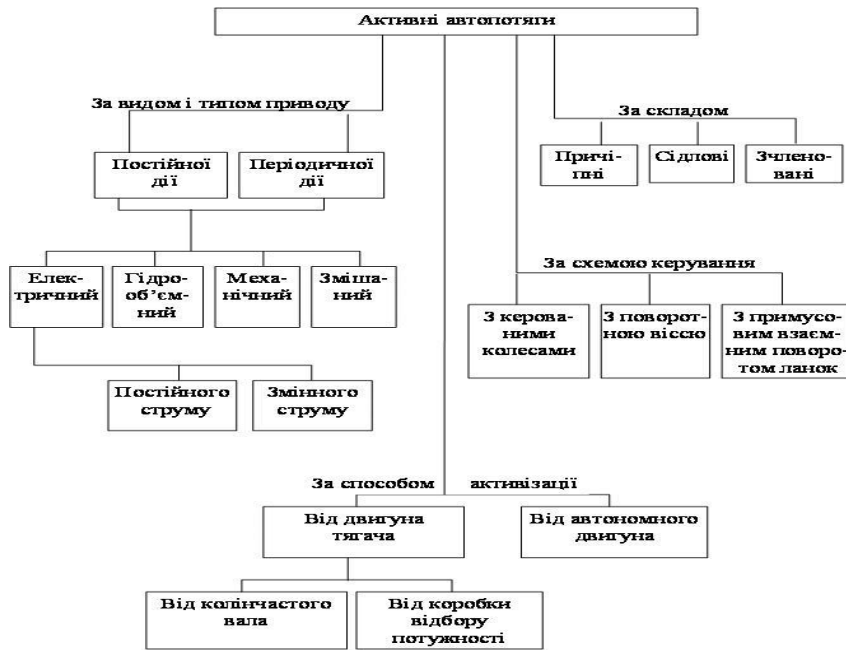 Активні автопотяги
За видом і типом приводу
Постійної
дії
Періодичної
дії
Елек-
тричний
Гідро-
об’єм-
ний
Меха-
нічний
Зміша-
ний
Постійного
струму
Змінного
струму
За складом
Причі-
пні
Сідлові
Зчлено-
вані
За схемою керування
З керова-
ними
колесами
З поворот-
ною віссю
З примусо-
вим взаєм-
ним поворо-
том ланок
За способом активізації
Від двигуна
тягача
Від автономного
двигуна
Від колінчастого
вала
Від коробки
відбору
потужності